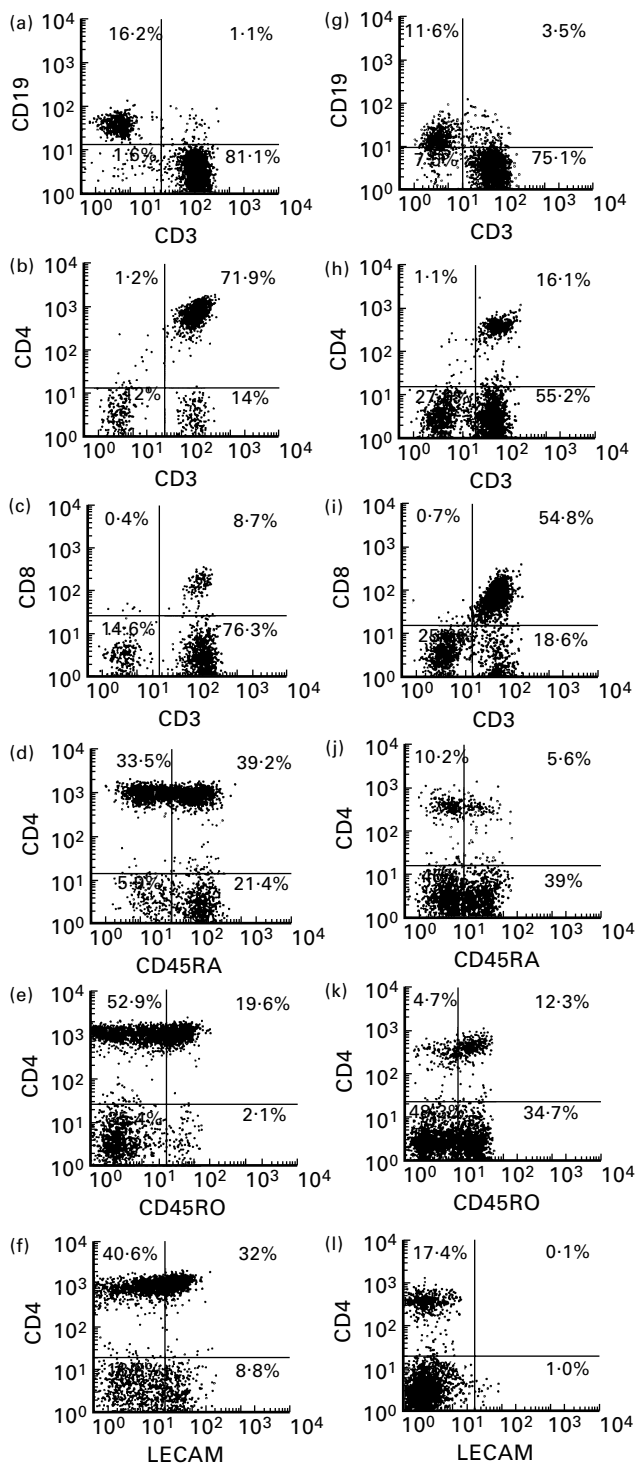 (a)
16·2%
1·1%
CD19
10⁴
10³
10²
10¹
10⁰
1·6%
81·1%
10⁰ 10¹ 10² 10³ 10⁴
CD3
(g)
11·6%
3·5%
CD19
10⁴
10³
10²
10¹
10⁰
75·1%
10⁰ 10¹ 10² 10³ 10⁴
CD3
(b)
1·2%
71·9%
CD4
10⁴
10³
10²
10¹
10⁰
12%
14%
10⁰ 10¹ 10² 10³ 10⁴
CD3
(h)
1·1%
16·1%
CD4
10⁴
10³
10²
10¹
10⁰
55·2%
10⁰ 10¹ 10² 10³ 10⁴
CD3
(c)
0·4%
8·7%
CD8
10⁴
10³
10²
10¹
10⁰
14·6%
76·3%
10⁰ 10¹ 10² 10³ 10⁴
CD3
(i)
0·7%
54·8%
CD8
10⁴
10³
10²
10¹
10⁰
18·6%
10⁰ 10¹ 10² 10³ 10⁴
CD3
(d)
33·5%
39·2%
CD4
10⁴
10³
10²
10¹
10⁰
21·4%
10⁰ 10¹ 10² 10³ 10⁴
CD45RA
(j)
10·2%
5·6%
CD4
10⁴
10³
10²
10¹
10⁰
39%
10⁰ 10¹ 10² 10³ 10⁴
CD45RA
(e)
52·9%
19·6%
CD4
10⁴
10³
10²
10¹
10⁰
2·1%
10⁰ 10¹ 10² 10³ 10⁴
CD45RO
(k)
4·7%
12·3%
CD4
10⁴
10³
10²
10¹
10⁰
34·7%
10⁰ 10¹ 10² 10³ 10⁴
CD45RO
(f)
40·6%
32%
CD4
10⁴
10³
10²
10¹
10⁰
8·8%
10⁰ 10¹ 10² 10³ 10⁴
LECAM
(l)
17·4%
0·1%
CD4
10⁴
10³
10²
10¹
10⁰
1·0%
10⁰ 10¹ 10² 10³ 10⁴
LECAM